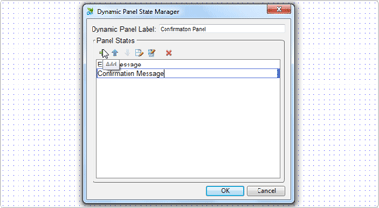 Dynamic Panel State Manager
Dynamic Panel Label: Confirmation Panel
Panel States
Add
Confirmation Message
OK
Cancel